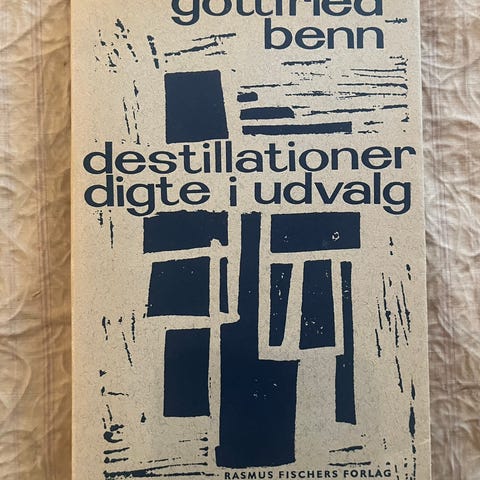 gottfried
benn
destillationer
digte i udvalg
RASMUS FISCHERS FORLAG